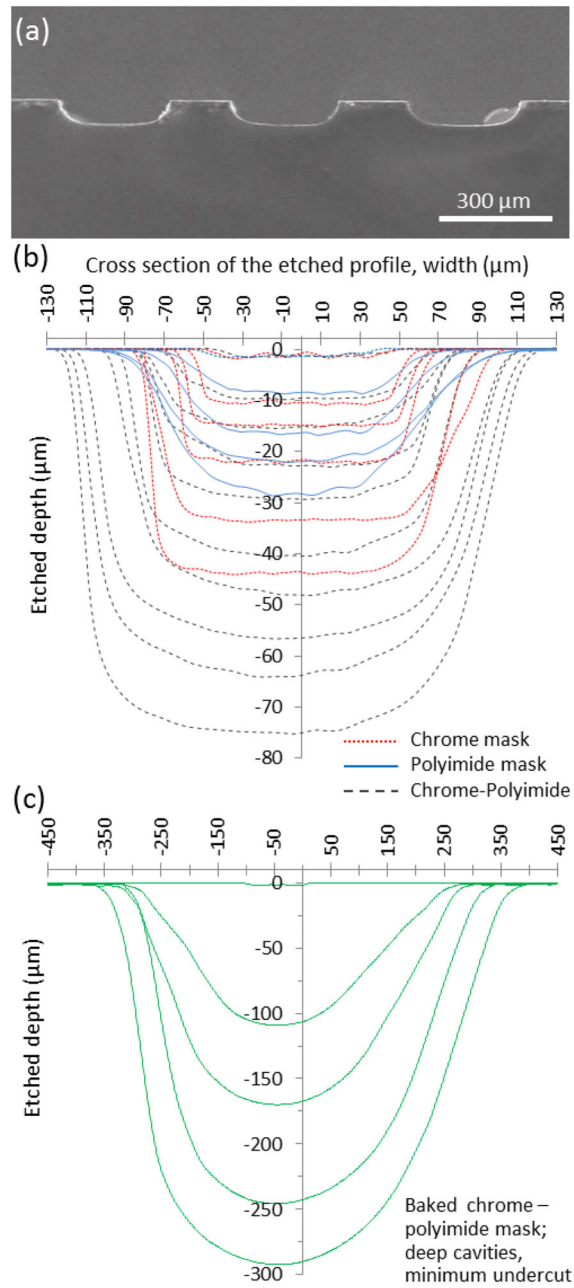 (a)
300 µm
(b)
Cross section of the etched profile, width (µm)
-130
-110
-90
-70
-50
-30
-10
10
30
50
70
90
110
130
0
-10
-20
-30
-40
-50
-60
-70
-80
Etched depth (µm)
Chrome mask
Polyimide mask
Chrome-Polyimide
(c)
-450
-350
-250
-150
-50
50
150
250
350
450
0
-50
-100
-150
-200
-250
-300
Etched depth (µm)
Baked chrome –
polyimide mask;
deep cavities,
minimum undercut